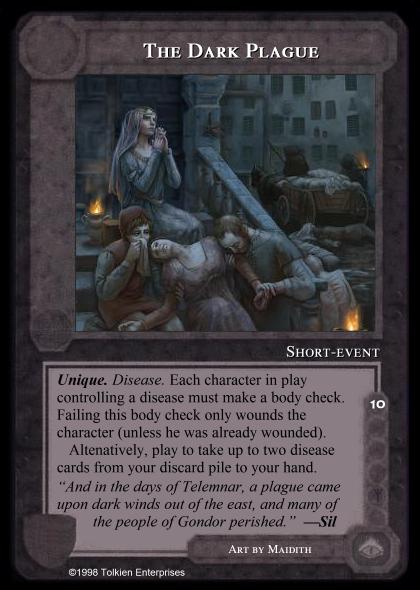 The Dark Plague
Short-event
Unique. Disease. Each character in play
controlling a disease must make a body check.
Failing this body check only wounds the
character (unless he was already wounded).
Altenatively, play to take up to two disease
cards from your discard pile to your hand.
“And in the days of Telemnar, a plague came
upon dark winds out of the east, and many of
the people of Gondor perished.” —Sil
10
Art by Maidith
©1998 Tolkien Enterprises